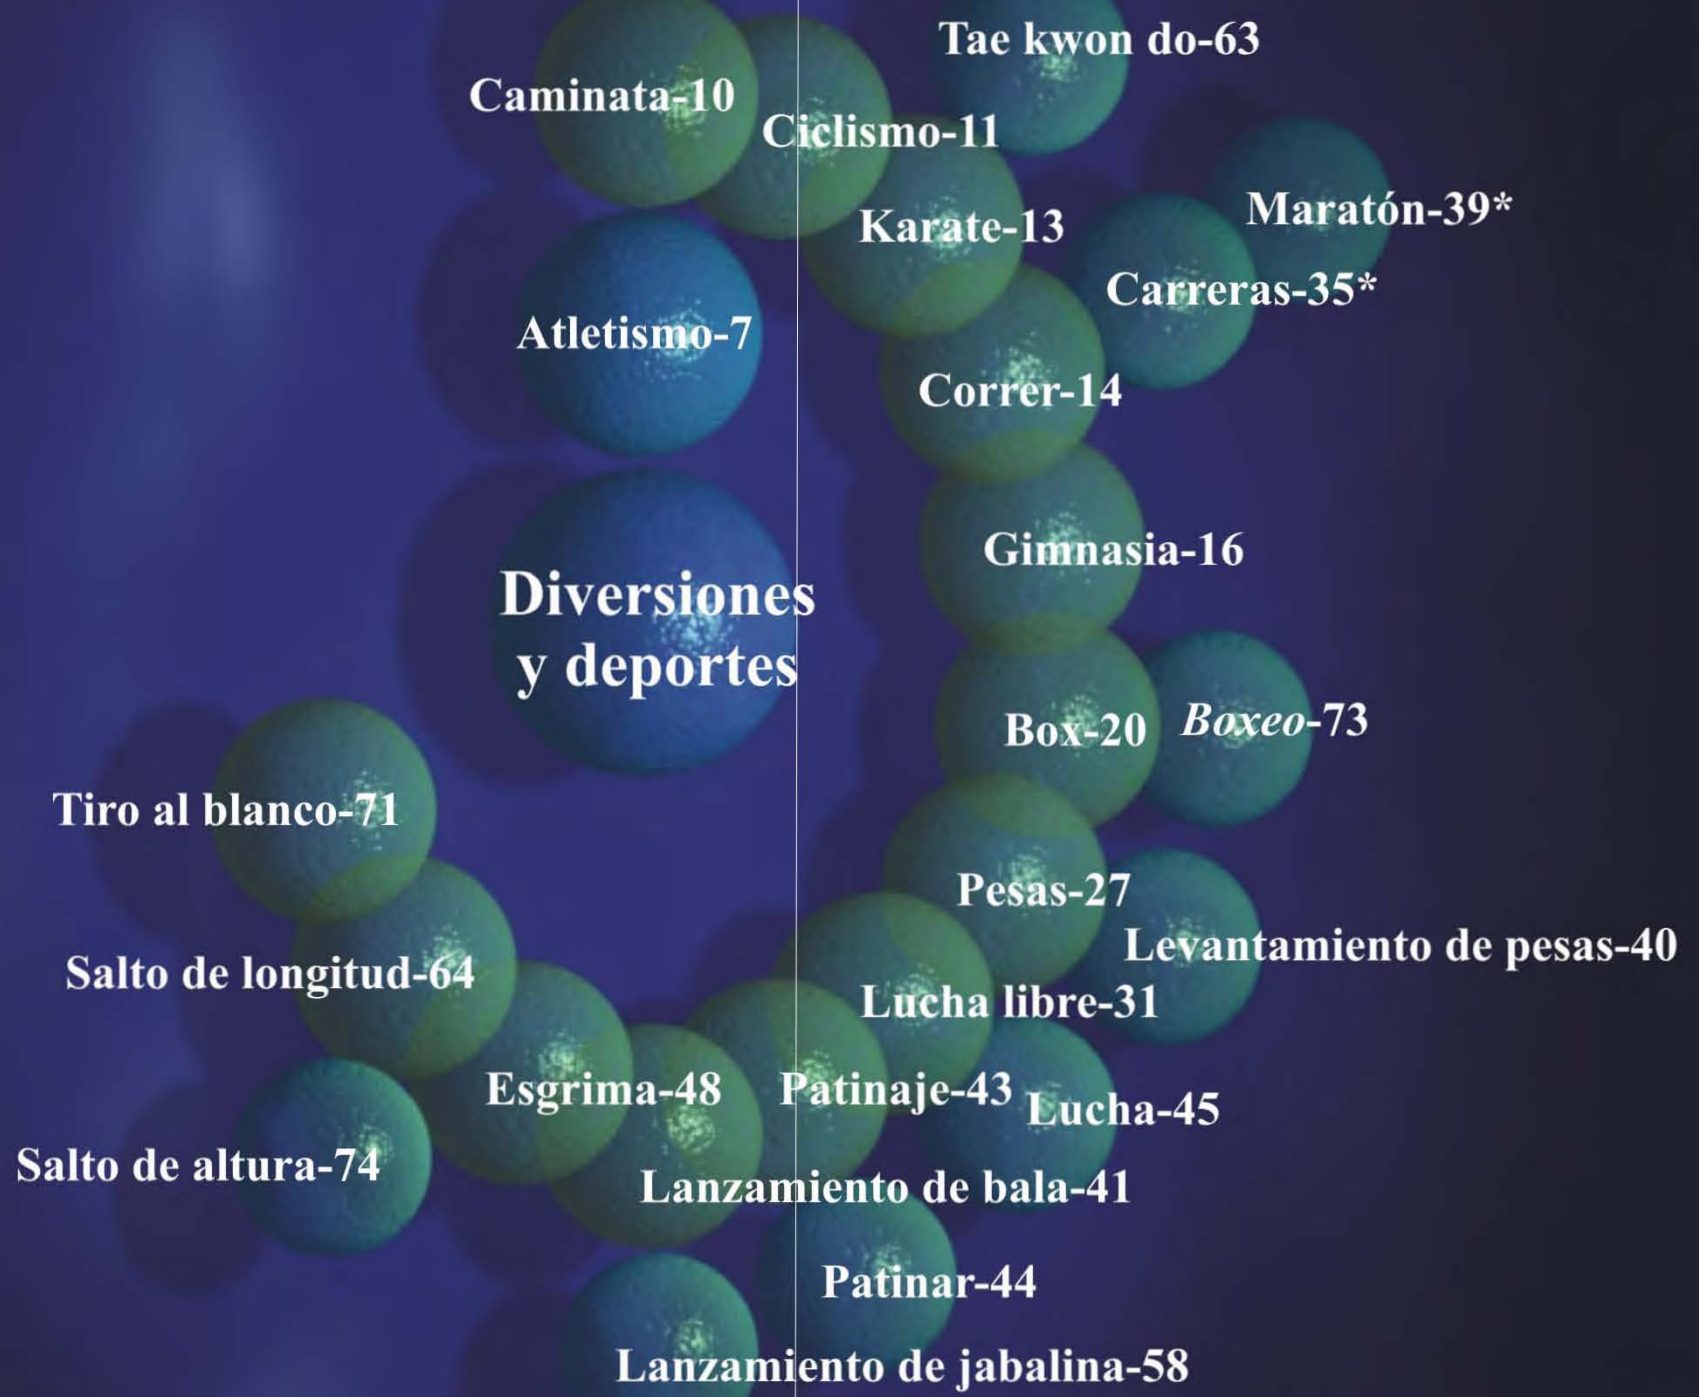 Tae kwon do-63
Caminata-10
Ciclismo-11
Maratón-39*
Karate-13
Carreras-35*
Atletismo-7
Correr-14
Gimnasia-16
Diversiones
y deportes
Box-20
Boxeo-73
Tiro al blanco-71
Pesas-27
Levantamiento de pesas-40
Salto de longitud-64
Lucha libre-31
Esgrima-48
Patinaje-43
Lucha-45
Salto de altura-74
Lanzamiento de bala-41
Patinar-44
Lanzamiento de jabalina-58